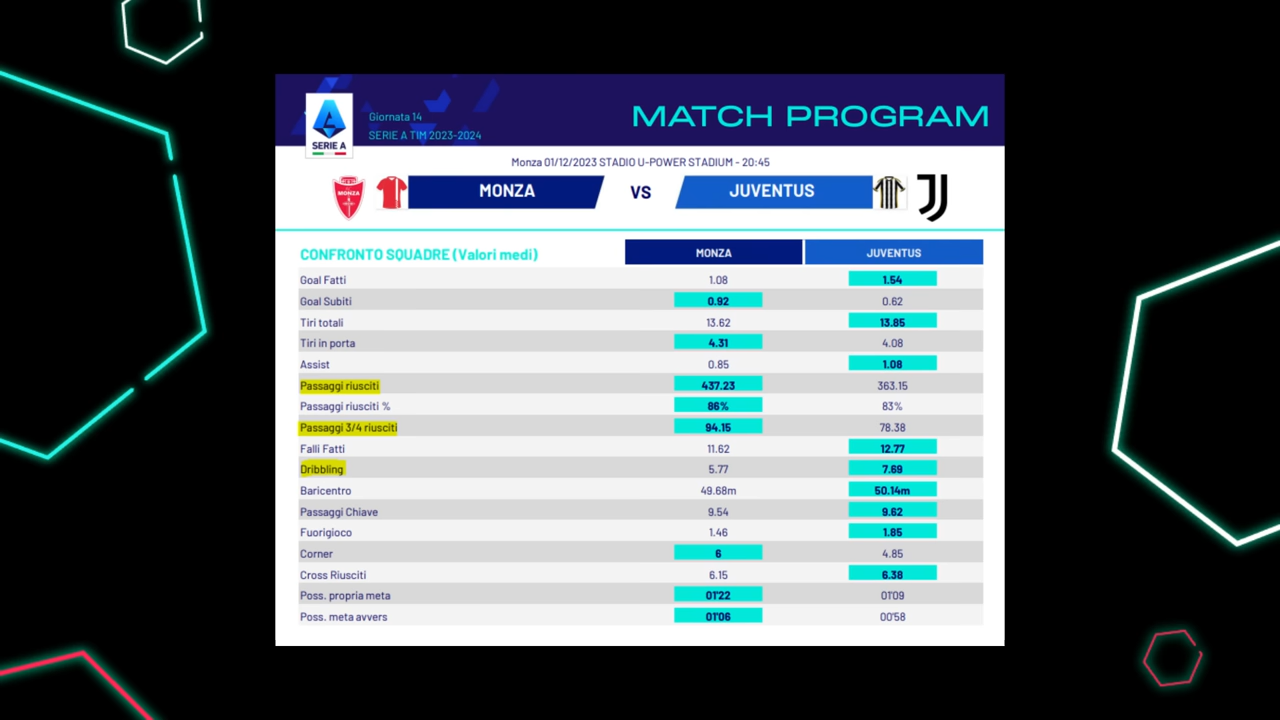 Giornata 14
SERIE A TIM 2023-2024
MATCH PROGRAM
SERIE A
Monza 01/12/2023 STADIO U-POWER STADIUM - 20:45
MONZA
MONZA VS JUVENTUS
CONFRONTO SQUADRE (Valori medi) MONZA JUVENTUS
Goal Fatti 1.08 1.54
Goal Subiti 0.92 0.62
Tiri totali 13.62 13.85
Tiri in porta 4.31 4.08
Assist 0.85 1.08
Passaggi riusciti 437.23 363.15
Passaggi riusciti % 86% 83%
Passaggi 3/4 riusciti 94.15 78.38
Falli Fatti 11.62 12.77
Dribbling 5.77 7.69
Baricentro 49.68m 50.14m
Passaggi Chiave 9.54 9.62
Fuorigioco 1.46 1.85
Corner 6 4.85
Cross Riusciti 6.15 6.38
Poss. propria meta 01'22 01'09
Poss. meta avvers 01'06 00'58